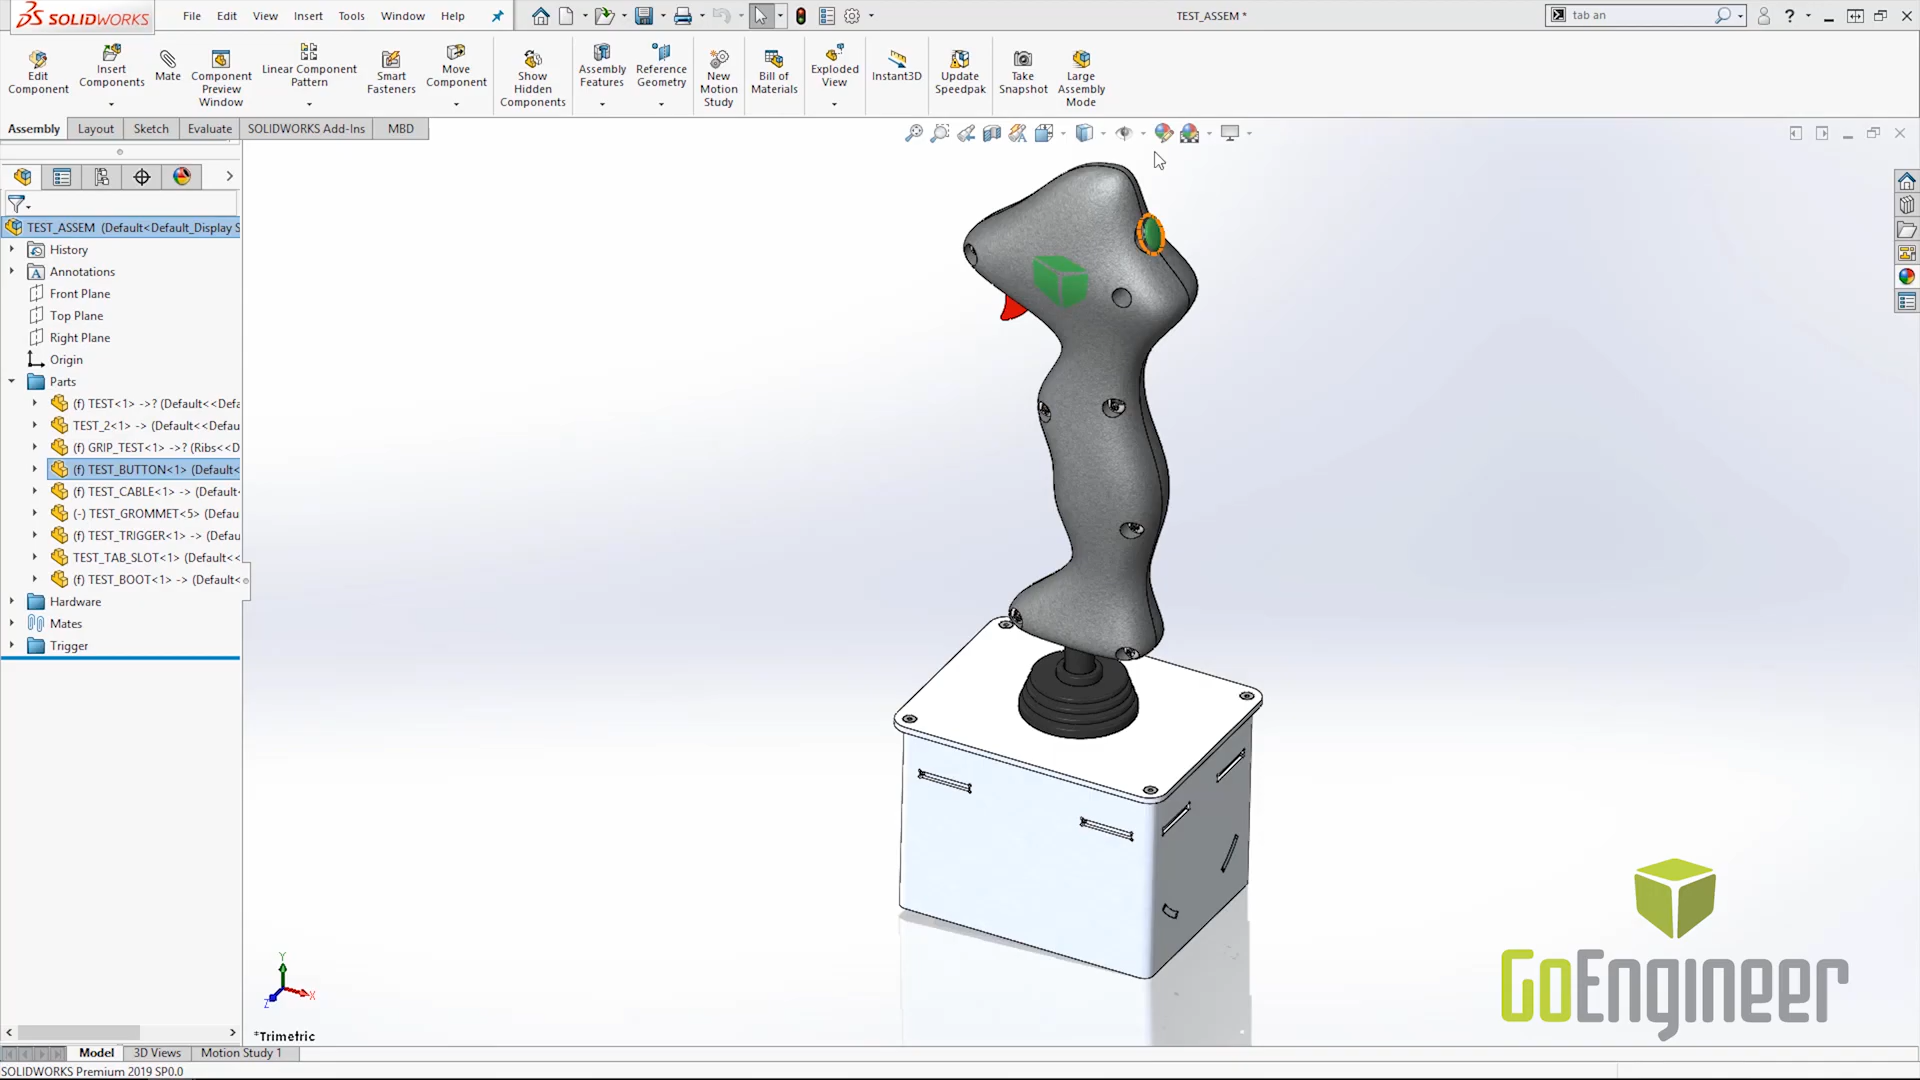 SOLIDWORKS
File Edit View Insert Tools Window Help
TEST_ASSEM *
tab an
Edit Component
Insert Components
Mate
Component Preview Window
Linear Component Pattern
Smart Fasteners
Move Component
Show Hidden Components
Assembly Features
Reference Geometry
New Motion Study
Bill of Materials
Exploded View
Instant3D
Update Speedpak
Take Snapshot
Large Assembly Mode
Assembly Layout Sketch Evaluate SOLIDWORKS Add-Ins MBD
TEST_ASSEM (Default<Default_Display S
History
Annotations
Front Plane
Top Plane
Right Plane
Origin
Parts
(f) TEST<1> ->? (Default<<Defa
TEST_2<1> -> (Default<<Defau
(f) GRIP_TEST<1> ->? (Ribs<<D
(f) TEST_BUTTON<1> (Default<
(f) TEST_CABLE<1> -> (Default
(-) TEST_GROMMET<5> (Defau
(f) TEST_TRIGGER<1> -> (Defau
TEST_TAB_SLOT<1> (Default<<
(f) TEST_BOOT<1> -> (Default<
Hardware
Mates
Trigger
Y
X
Z
*Trimetric
GoEngineer
Model 3D Views Motion Study 1
SOLIDWORKS Premium 2019 SP0.0